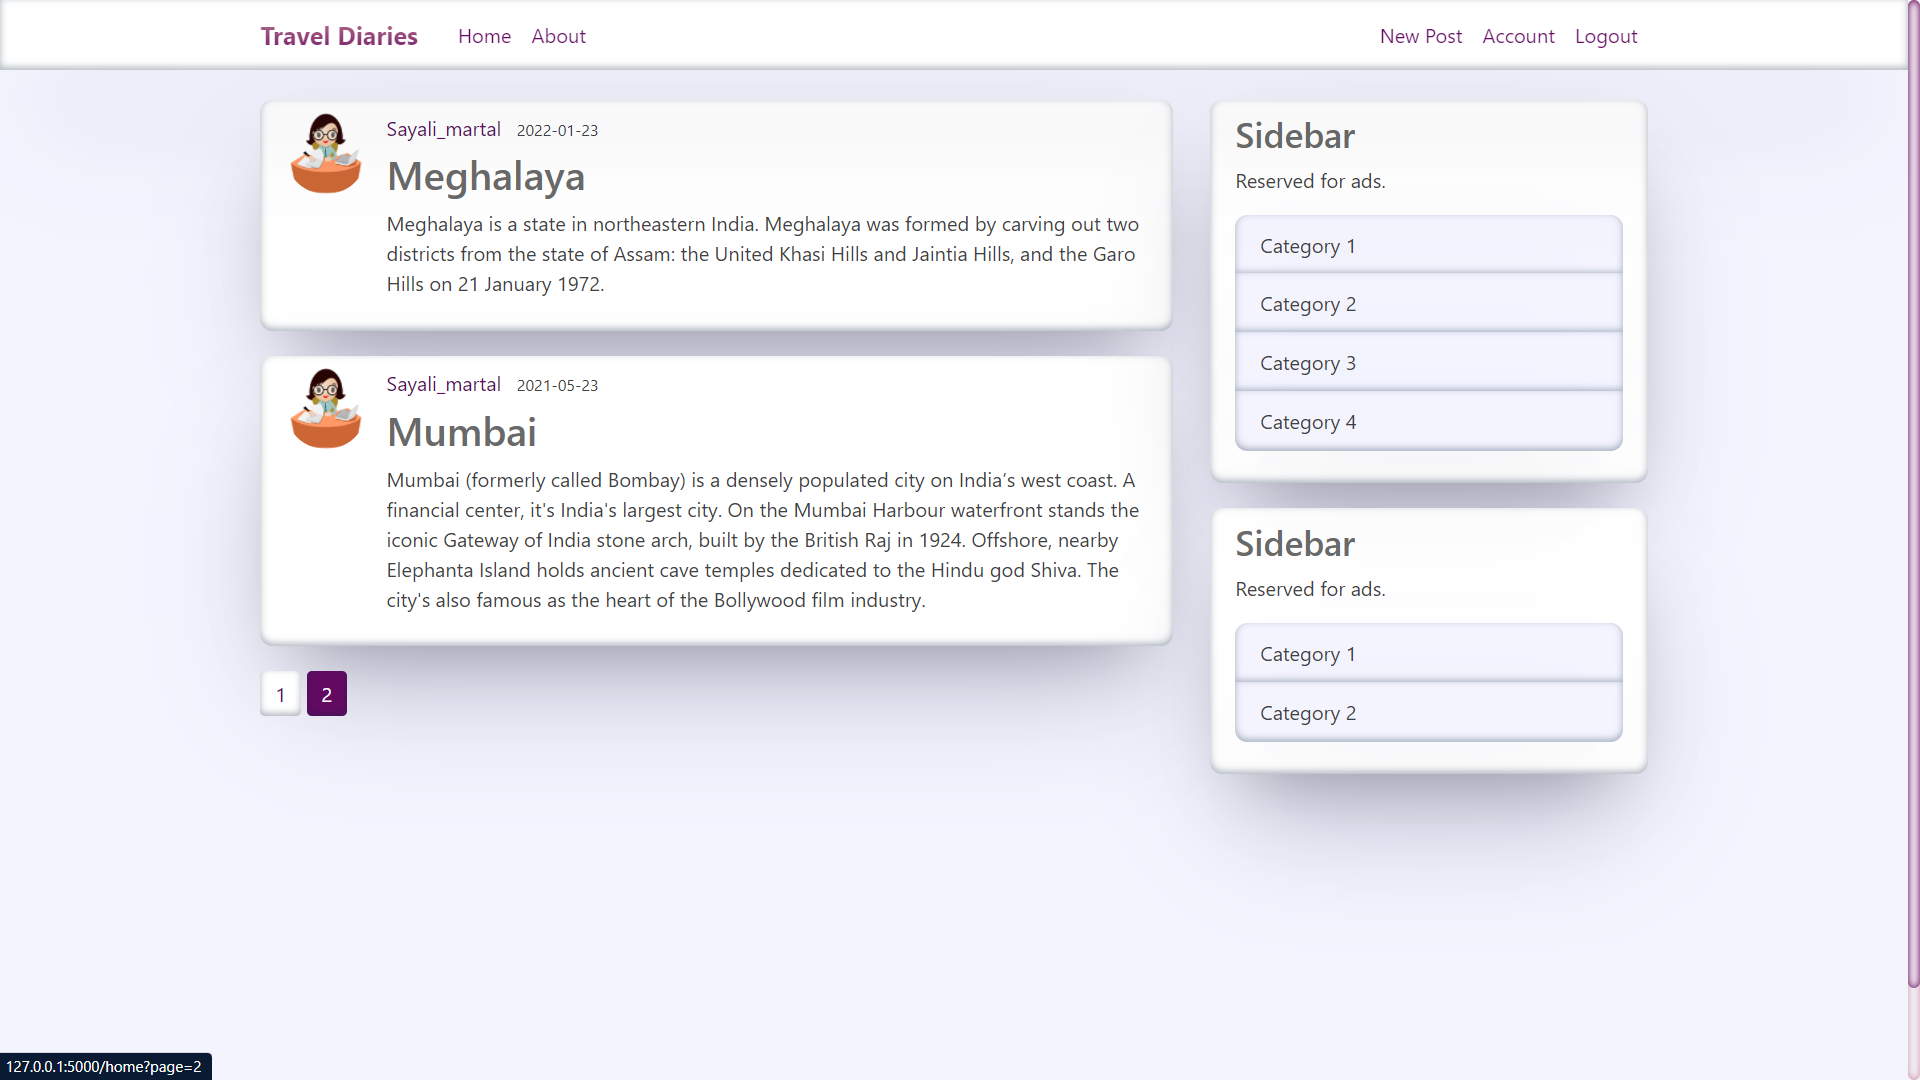 Travel Diaries Home About New Post Account Logout
Sayali_martal 2022-01-23
Meghalaya
Meghalaya is a state in northeastern India. Meghalaya was formed by carving out two
districts from the state of Assam: the United Khasi Hills and Jaintia Hills, and the Garo
Hills on 21 January 1972.
Sayali_martal 2021-05-23
Mumbai
Mumbai (formerly called Bombay) is a densely populated city on India’s west coast. A
financial center, it's India's largest city. On the Mumbai Harbour waterfront stands the
iconic Gateway of India stone arch, built by the British Raj in 1924. Offshore, nearby
Elephanta Island holds ancient cave temples dedicated to the Hindu god Shiva. The
city's also famous as the heart of the Bollywood film industry.
1 2
Sidebar
Reserved for ads.
Category 1
Category 2
Category 3
Category 4
Sidebar
Reserved for ads.
Category 1
Category 2
127.0.0.1:5000/home?page=2